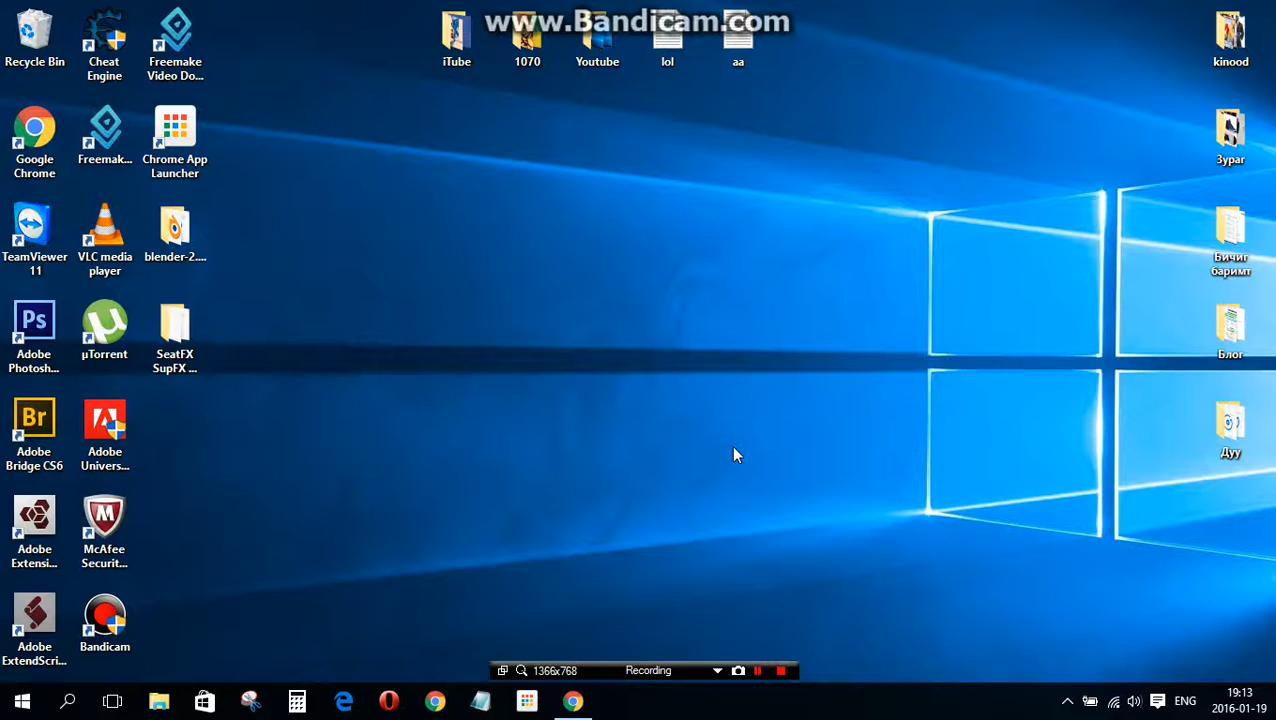 www.Bandicam.com
Recycle Bin
Cheat
Engine
Freemake
Video Do...
iTube
1070
Youtube
lol
aa
kinood
Google
Chrome
Freemak...
Chrome App
Launcher
Зураг
TeamViewer
11
VLC media
player
blender-2....
Бичиг
баримт
Ps
Adobe
Photosh...
µTorrent
SeatFX
SupFX ...
Блог
Br
Adobe
Bridge CS6
Adobe
Univers...
Дуу
Adobe
Extensi...
McAfee
Securit...
Adobe
ExtendScri...
Bandicam
1366x768
Recording
ENG
19:13
2016-01-19